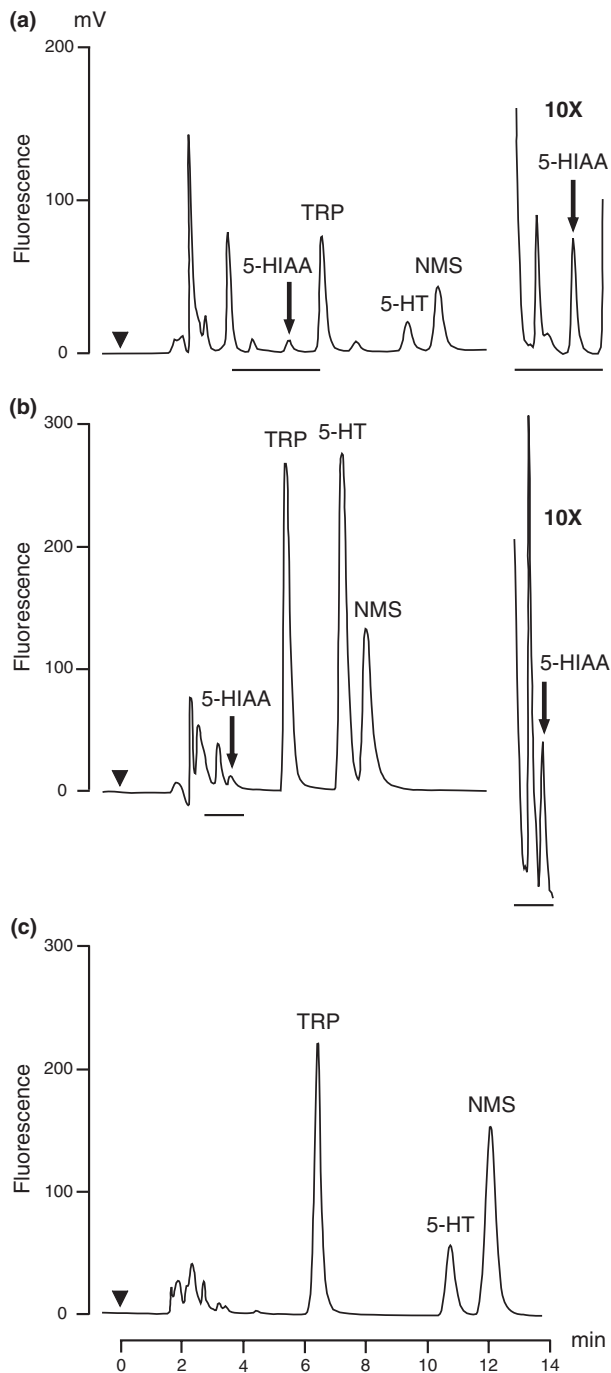 (a) mV
200
10X
5-HIAA
TRP
5-HIAA
NMS
5-HT
100
0
Fluorescence
(b)
300
TRP 5-HT
10X
200
NMS
5-HIAA
5-HIAA
100
0
Fluorescence
(c)
300
TRP
200
NMS
5-HT
100
0
Fluorescence
min
0 2 4 6 8 10 12 14